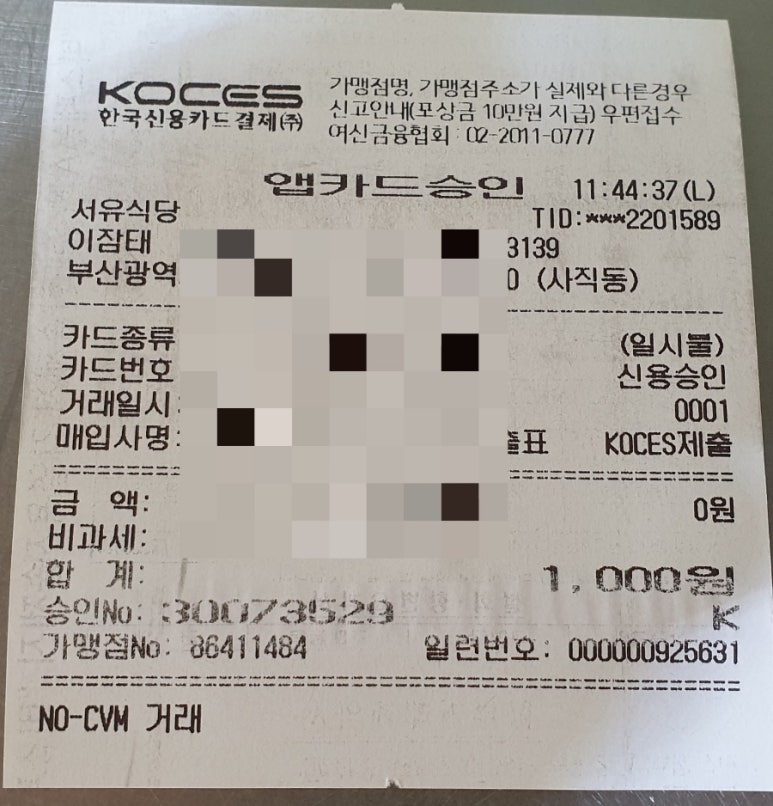 KOCES
한국신용카드결제(주)
가맹점명, 가맹점주소가 실제와 다른경우
신고안내(포상금 10만원 지급) 우편접수
여신금융협회 : 02-2011-0777
앱카드승인 11:44:37(L)
서유식당 TID:***2201589
이잠태 3139
부산광역 0 (사직동)
카드종류 (일시불)
카드번호 신용승인
거래일시: 0001
매입사명: 출표 KOCES제출
금 액: 0원
비과세:
합 계: 1,000원
승인No: 30073529 K
가맹점No: 86411484 일련번호: 000000925631
NO-CVM 거래